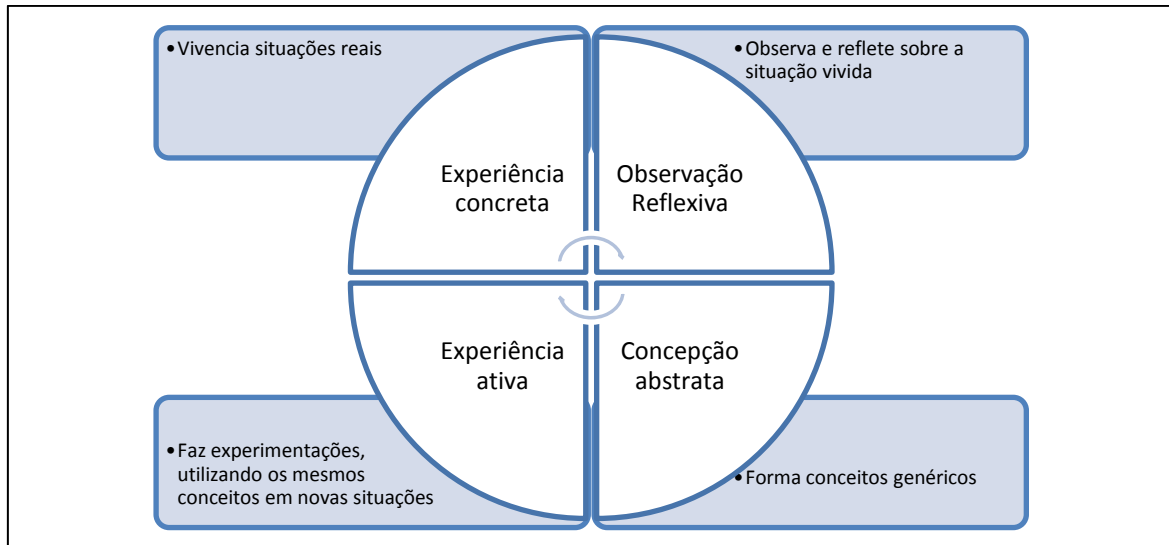 •Vivencia situações reais
•Observa e reflete sobre a
situação vivida
Experiência
concreta
Observação
Reflexiva
Experiência
ativa
Concepção
abstrata
•Faz experimentações,
utilizando os mesmos
conceitos em novas situações
•Forma conceitos genéricos